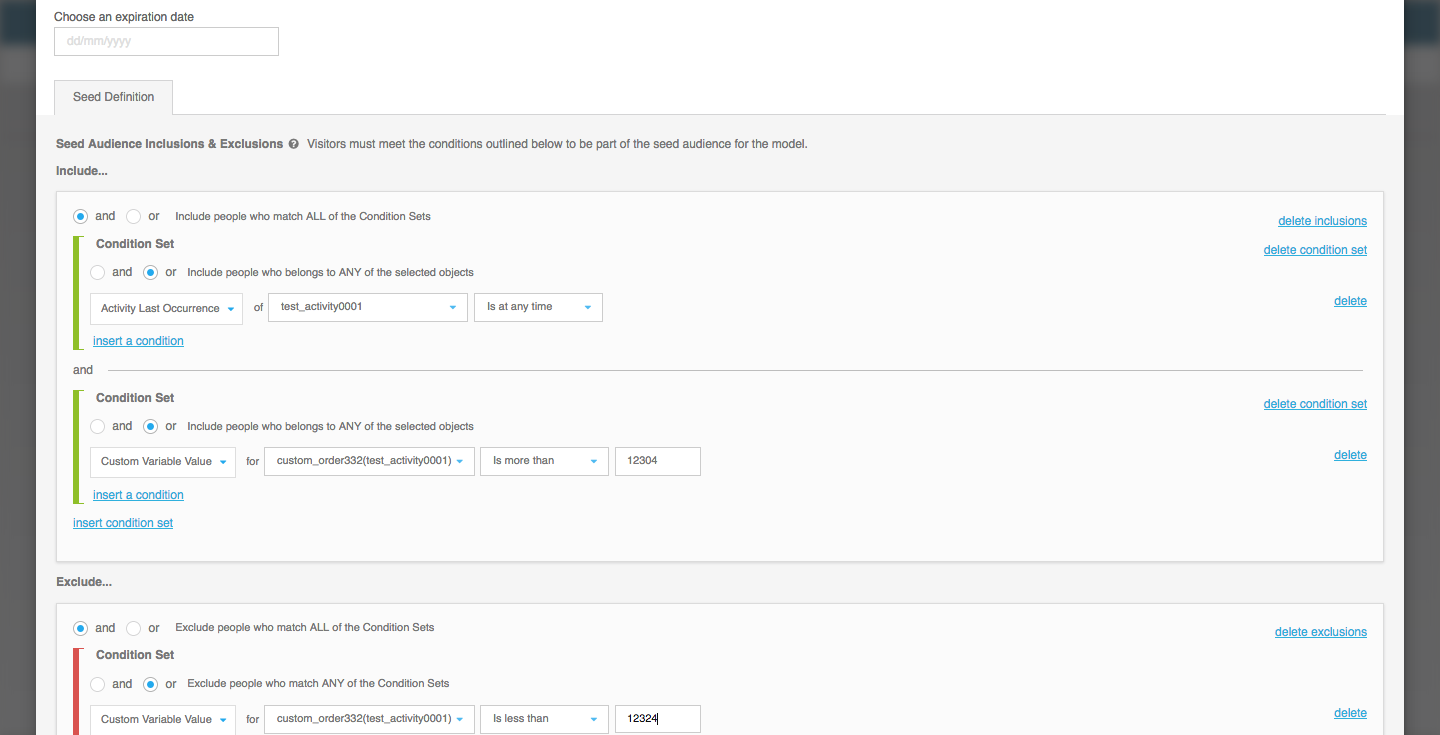 Choose an expiration date
dd/mm/yyyy
Seed Definition
Seed Audience Inclusions & Exclusions ? Visitors must meet the conditions outlined below to be part of the seed audience for the model.
Include...
and or Include people who match ALL of the Condition Sets
delete inclusions
Condition Set
delete condition set
and or Include people who belongs to ANY of the selected objects
Activity Last Occurrence of test_activity0001 Is at any time delete
insert a condition
and
Condition Set
delete condition set
and or Include people who belongs to ANY of the selected objects
Custom Variable Value for custom_order332(test_activity0001) Is more than 12304 delete
insert a condition
insert condition set
Exclude...
and or Exclude people who match ALL of the Condition Sets
delete exclusions
Condition Set
and or Exclude people who match ANY of the Condition Sets
Custom Variable Value for custom_order332(test_activity0001) Is less than 12324 delete